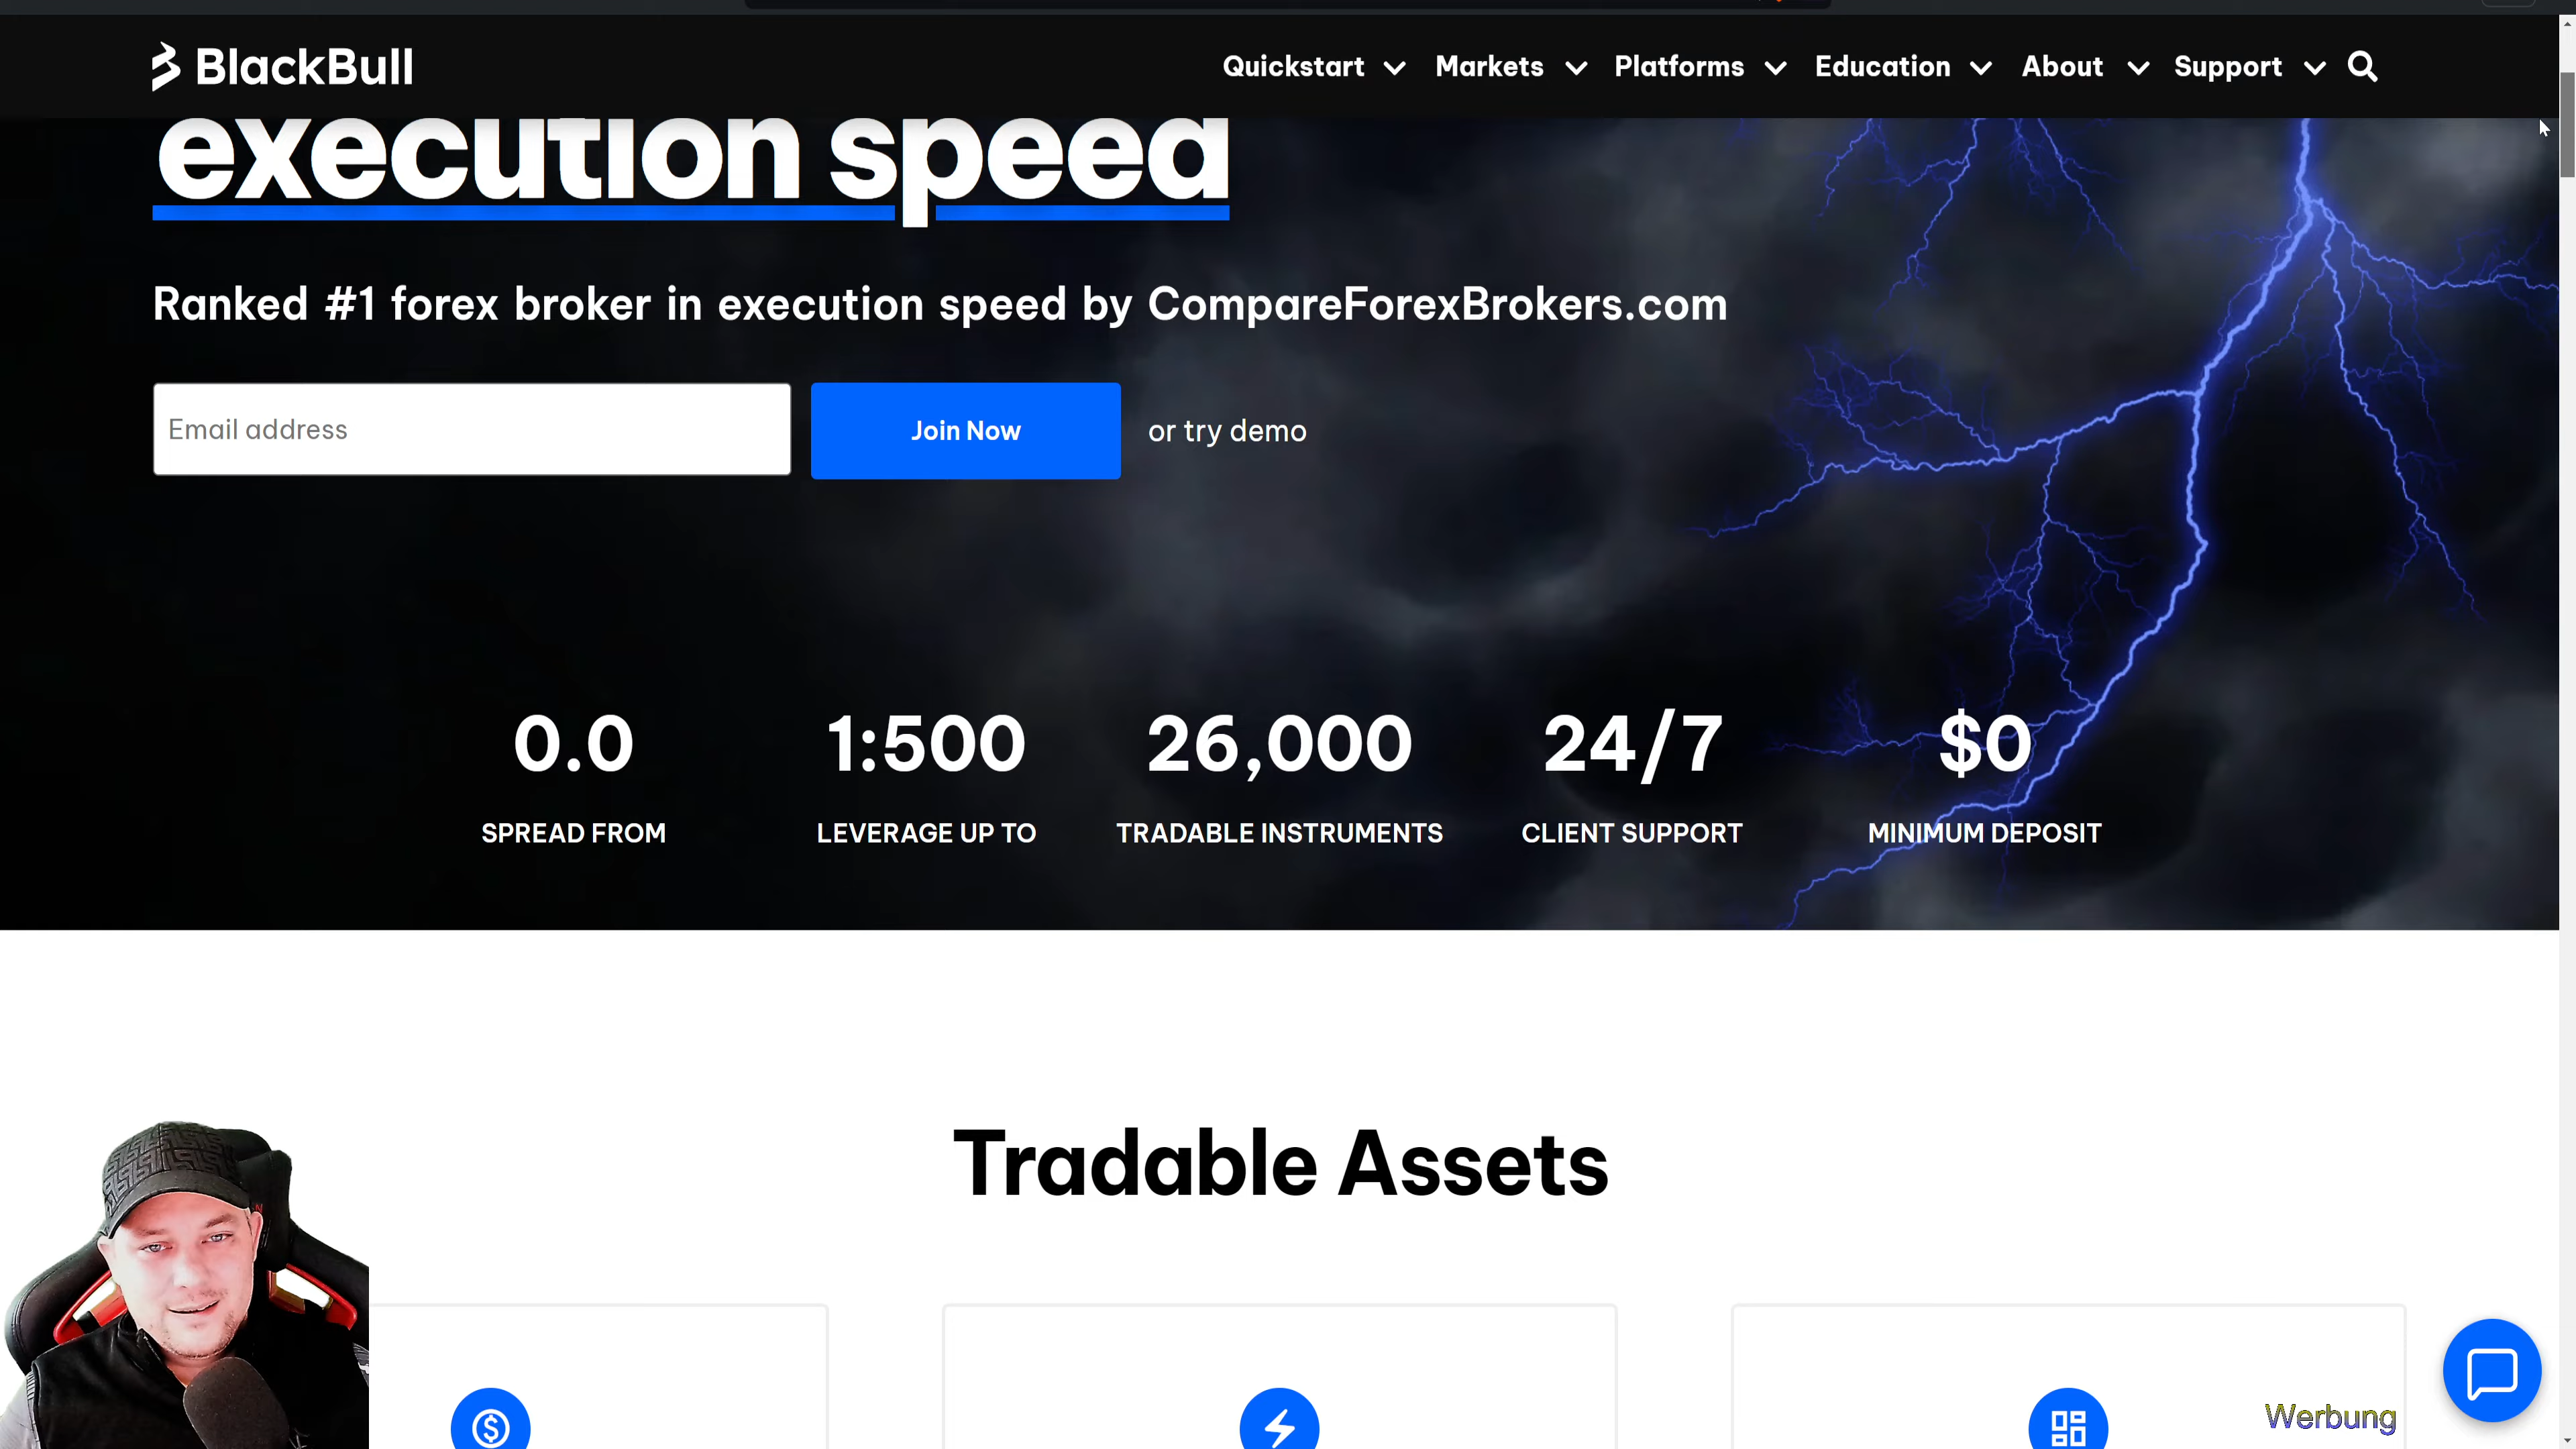 BlackBull
Quickstart Markets Platforms Education About Support
execution speed
Ranked #1 forex broker in execution speed by CompareForexBrokers.com
Email address
Join Now
or try demo
0.0 1:500 26,000 24/7 $0
SPREAD FROM LEVERAGE UP TO TRADABLE INSTRUMENTS CLIENT SUPPORT MINIMUM DEPOSIT
Tradable Assets
Werbung